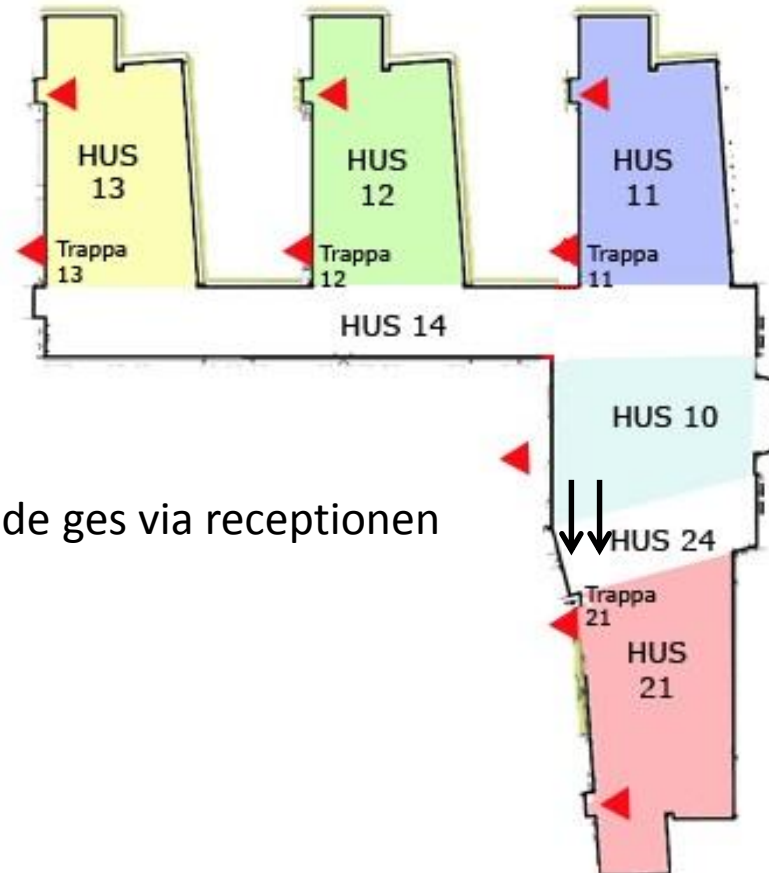 HUS
13
HUS
12
HUS
11
Trappa
13
Trappa
12
Trappa
11
HUS 14
HUS 10
de ges via receptionen
HUS 24
Trappa
21
HUS
21